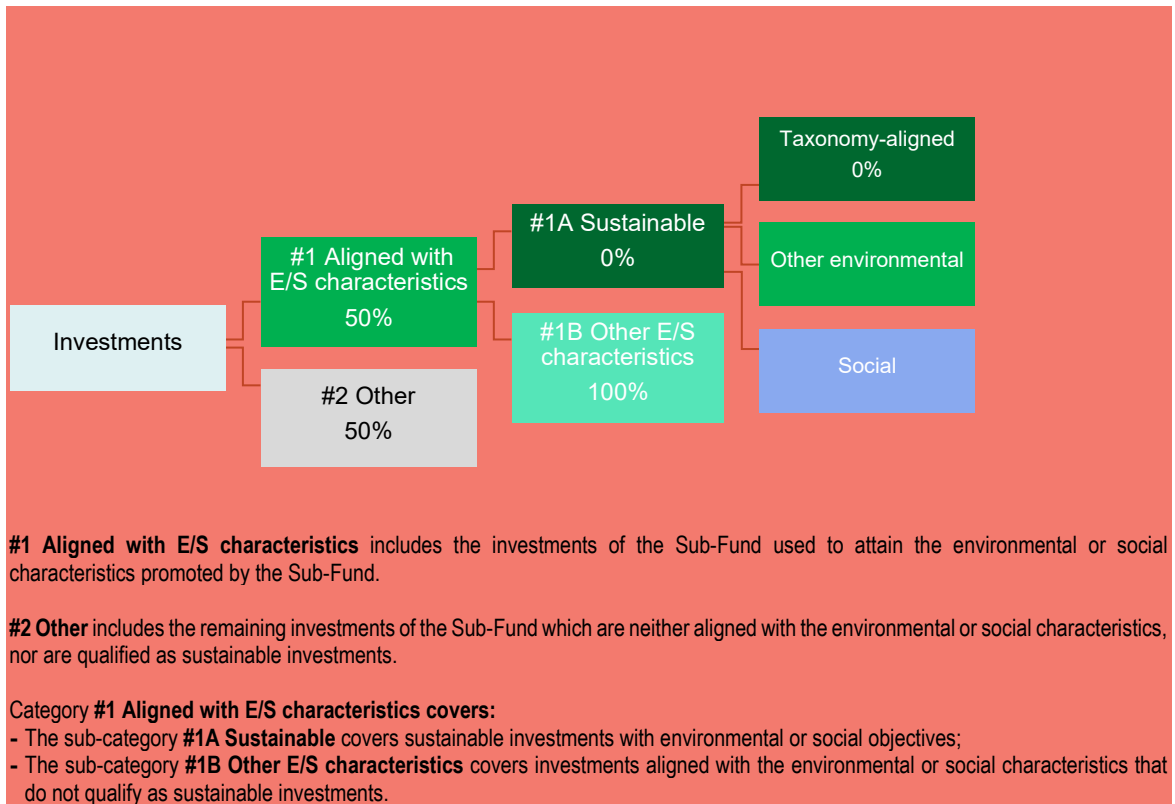 Taxonomy-aligned
0%
#1A Sustainable
0%
#1 Aligned with
E/S characteristics
50%
Other environmental
Investments
#1B Other E/S
characteristics
100%
Social
#2 Other
50%
#1 Aligned with E/S characteristics includes the investments of the Sub-Fund used to attain the environmental or social
characteristics promoted by the Sub-Fund.
#2 Other includes the remaining investments of the Sub-Fund which are neither aligned with the environmental or social characteristics,
nor are qualified as sustainable investments.
Category #1 Aligned with E/S characteristics covers:
- The sub-category #1A Sustainable covers sustainable investments with environmental or social objectives;
- The sub-category #1B Other E/S characteristics covers investments aligned with the environmental or social characteristics that
do not qualify as sustainable investments.